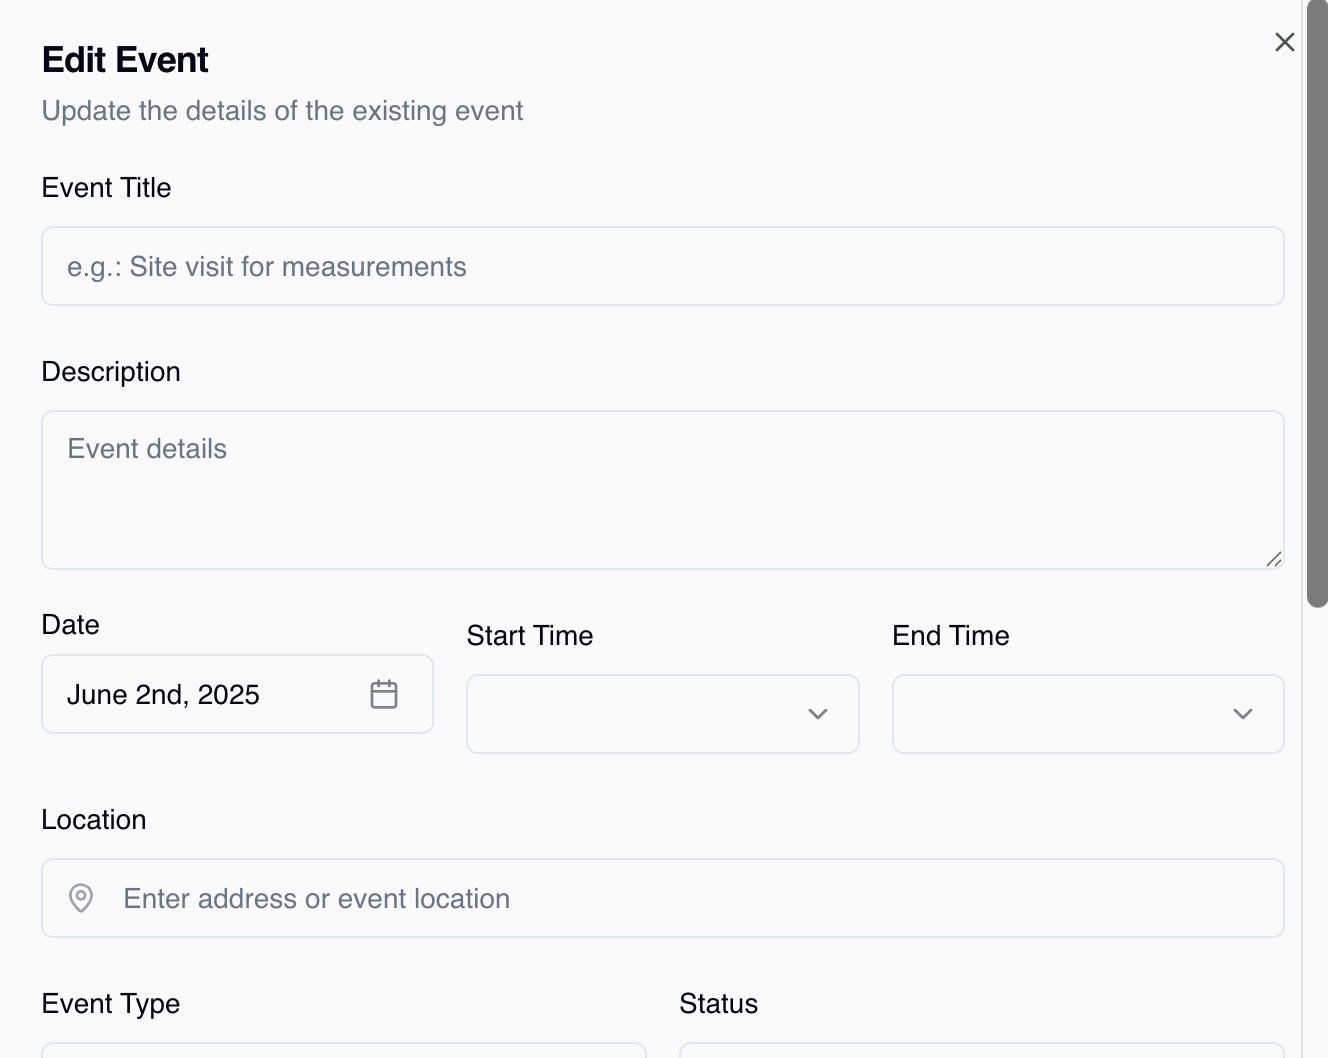 Edit Event
Update the details of the existing event
Event Title
e.g.: Site visit for measurements
Description
Event details
Date
Start Time
End Time
June 2nd, 2025
Location
Enter address or event location
Event Type
Status